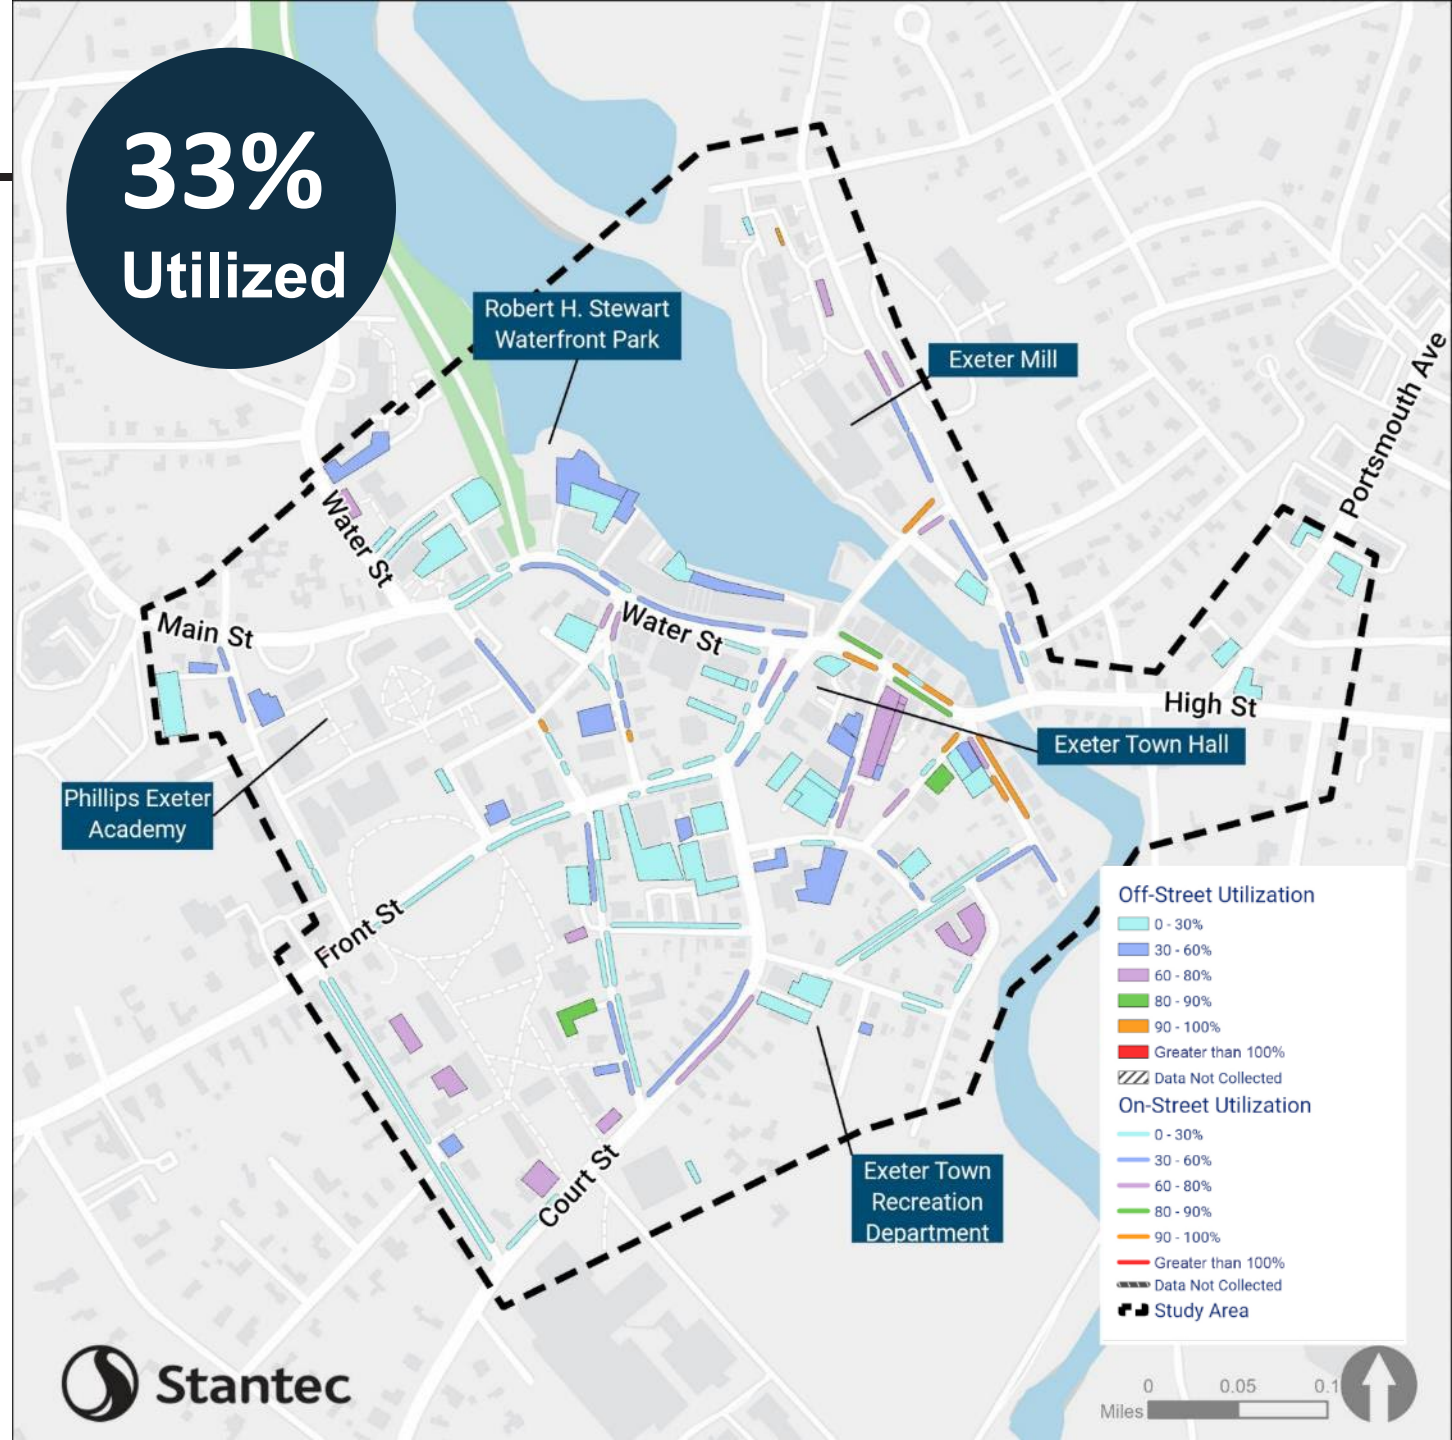 33%
Utilized
Robert H. Stewart
Waterfront Park
Exeter Mill
Portsmouth Ave
Water St
Main St
Water St
High St
Exeter Town Hall
Phillips Exeter
Academy
Front St
Court St
Exeter Town
Recreation
Department
Off-Street Utilization
0 - 30%
30 - 60%
60 - 80%
80 - 90%
90 - 100%
Greater than 100%
Data Not Collected
On-Street Utilization
0 - 30%
30 - 60%
60 - 80%
80 - 90%
90 - 100%
Greater than 100%
Data Not Collected
Study Area
Stantec
0 0.05 0.1
Miles